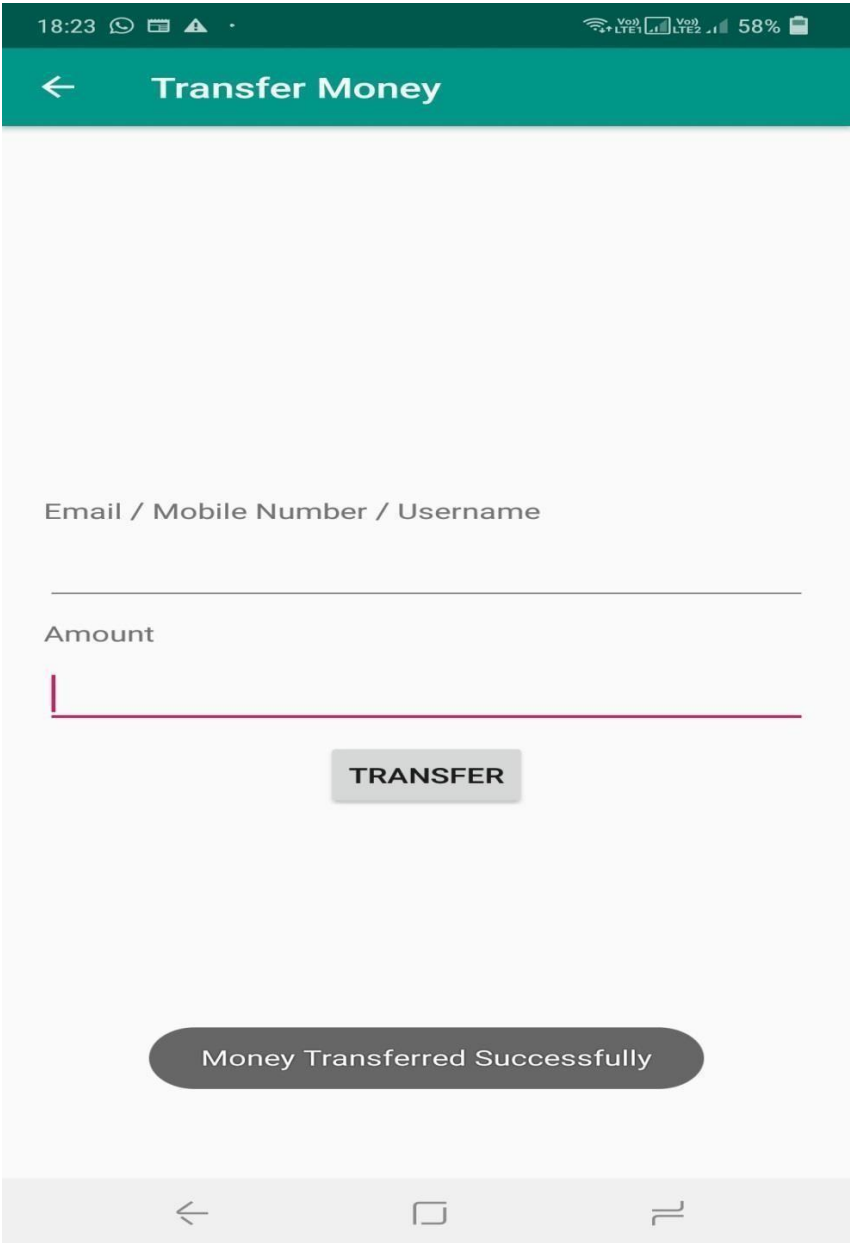 18:23 58%
Transfer Money
Email / Mobile Number / Username
Amount
TRANSFER
Money Transferred Successfully